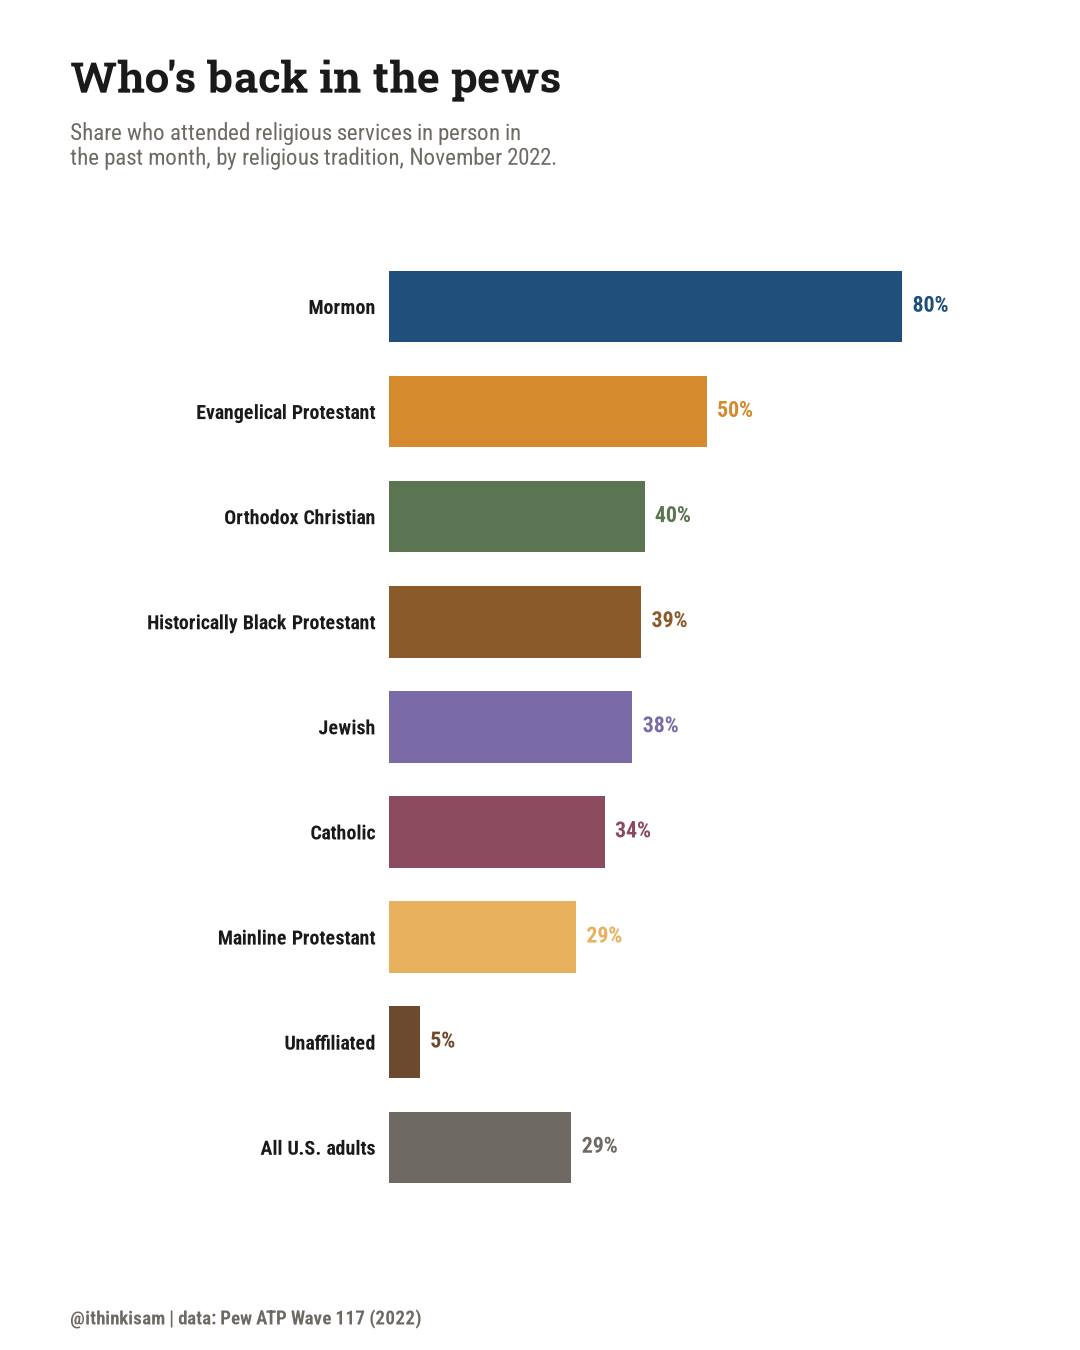 Who's back in the pews
Share who attended religious services in person in
the past month, by religious tradition, November 2022.
Mormon
80%
Evangelical Protestant
50%
Orthodox Christian
40%
Historically Black Protestant
39%
Jewish
38%
Catholic
34%
Mainline Protestant
29%
Unaffiliated
5%
All U.S. adults
29%
@ithinkisam | data: Pew ATP Wave 117 (2022)